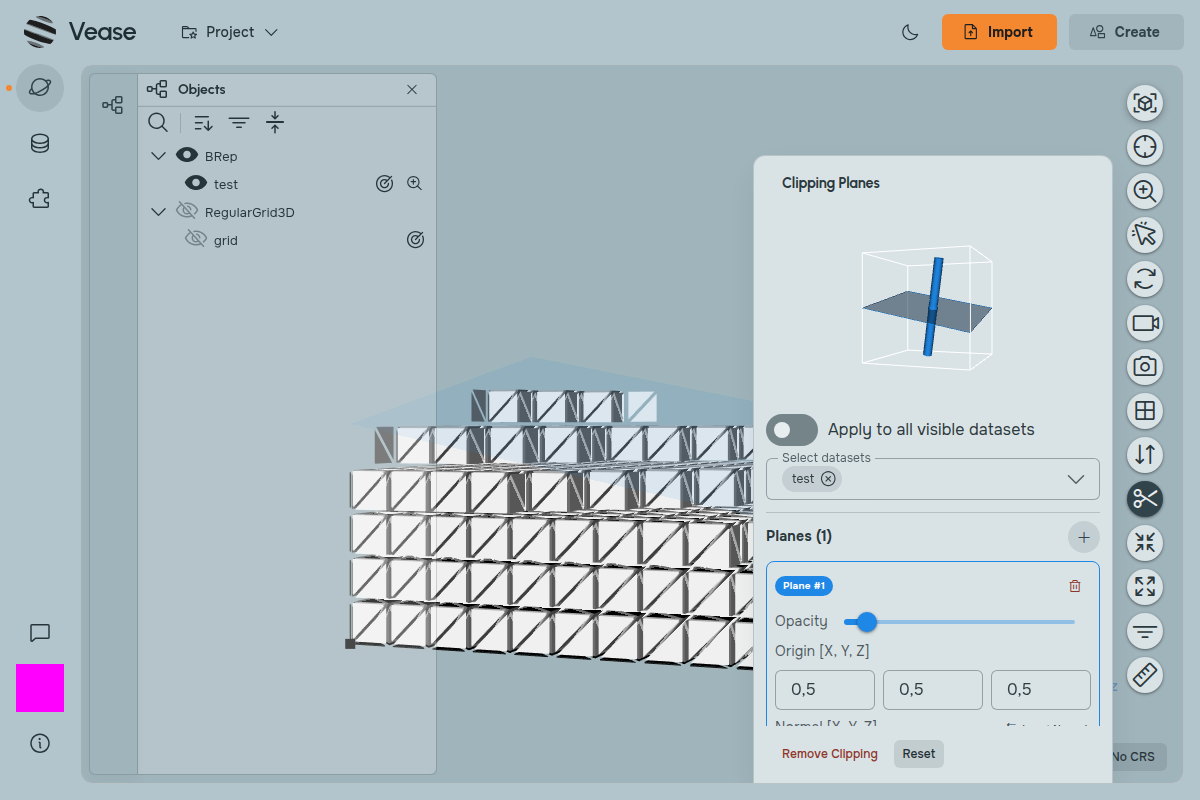 Vease
Project
Import
Create
Objects
BRep
test
RegularGrid3D
grid
Clipping Planes
Apply to all visible datasets
Select datasets
test
Planes (1)
Plane #1
Opacity
Origin [X, Y, Z]
0,5
0,5
0,5
Normal [X, Y, Z]
Remove Clipping
Reset
Z
No CRS